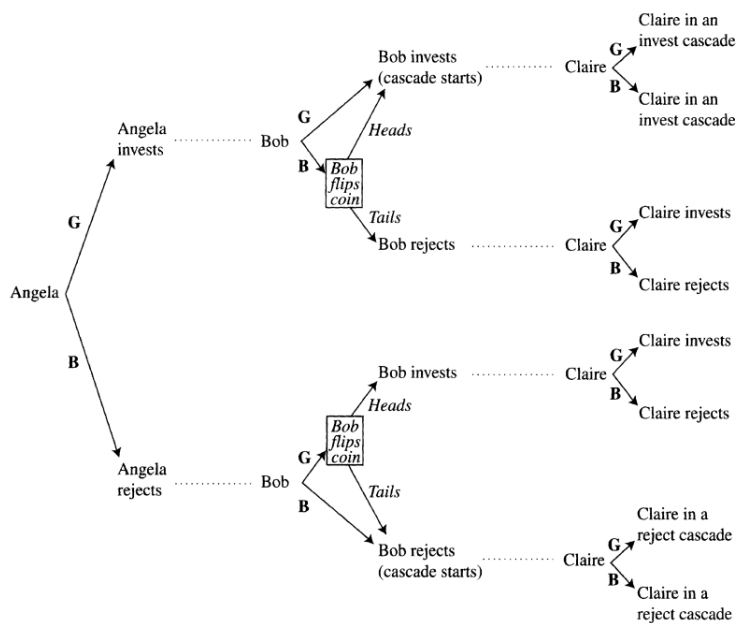 Claire in an
invest cascade
G
Bob invests
(cascade starts)
Claire
B
Claire in an
invest cascade
G
Angela
invests
Bob
Heads
B
Bob
flips
coin
Tails
G
Claire invests
G
Bob rejects
Claire
B
Claire rejects
Angela
Claire invests
G
B
Bob invests
Claire
B
Heads
Claire rejects
Bob
flips
coin
G
Angela
rejects
Bob
Tails
B
Claire in a
reject cascade
G
Bob rejects
(cascade starts)
Claire
B
Claire in a
reject cascade